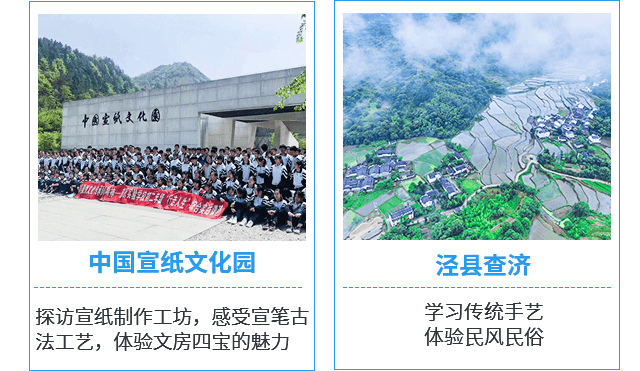 中国宣纸文化园
中国宣纸文化园
探访宣纸制作工坊，感受宣笔古
法工艺，体验文房四宝的魅力
泾县查济
学习传统手艺
体验民风民俗